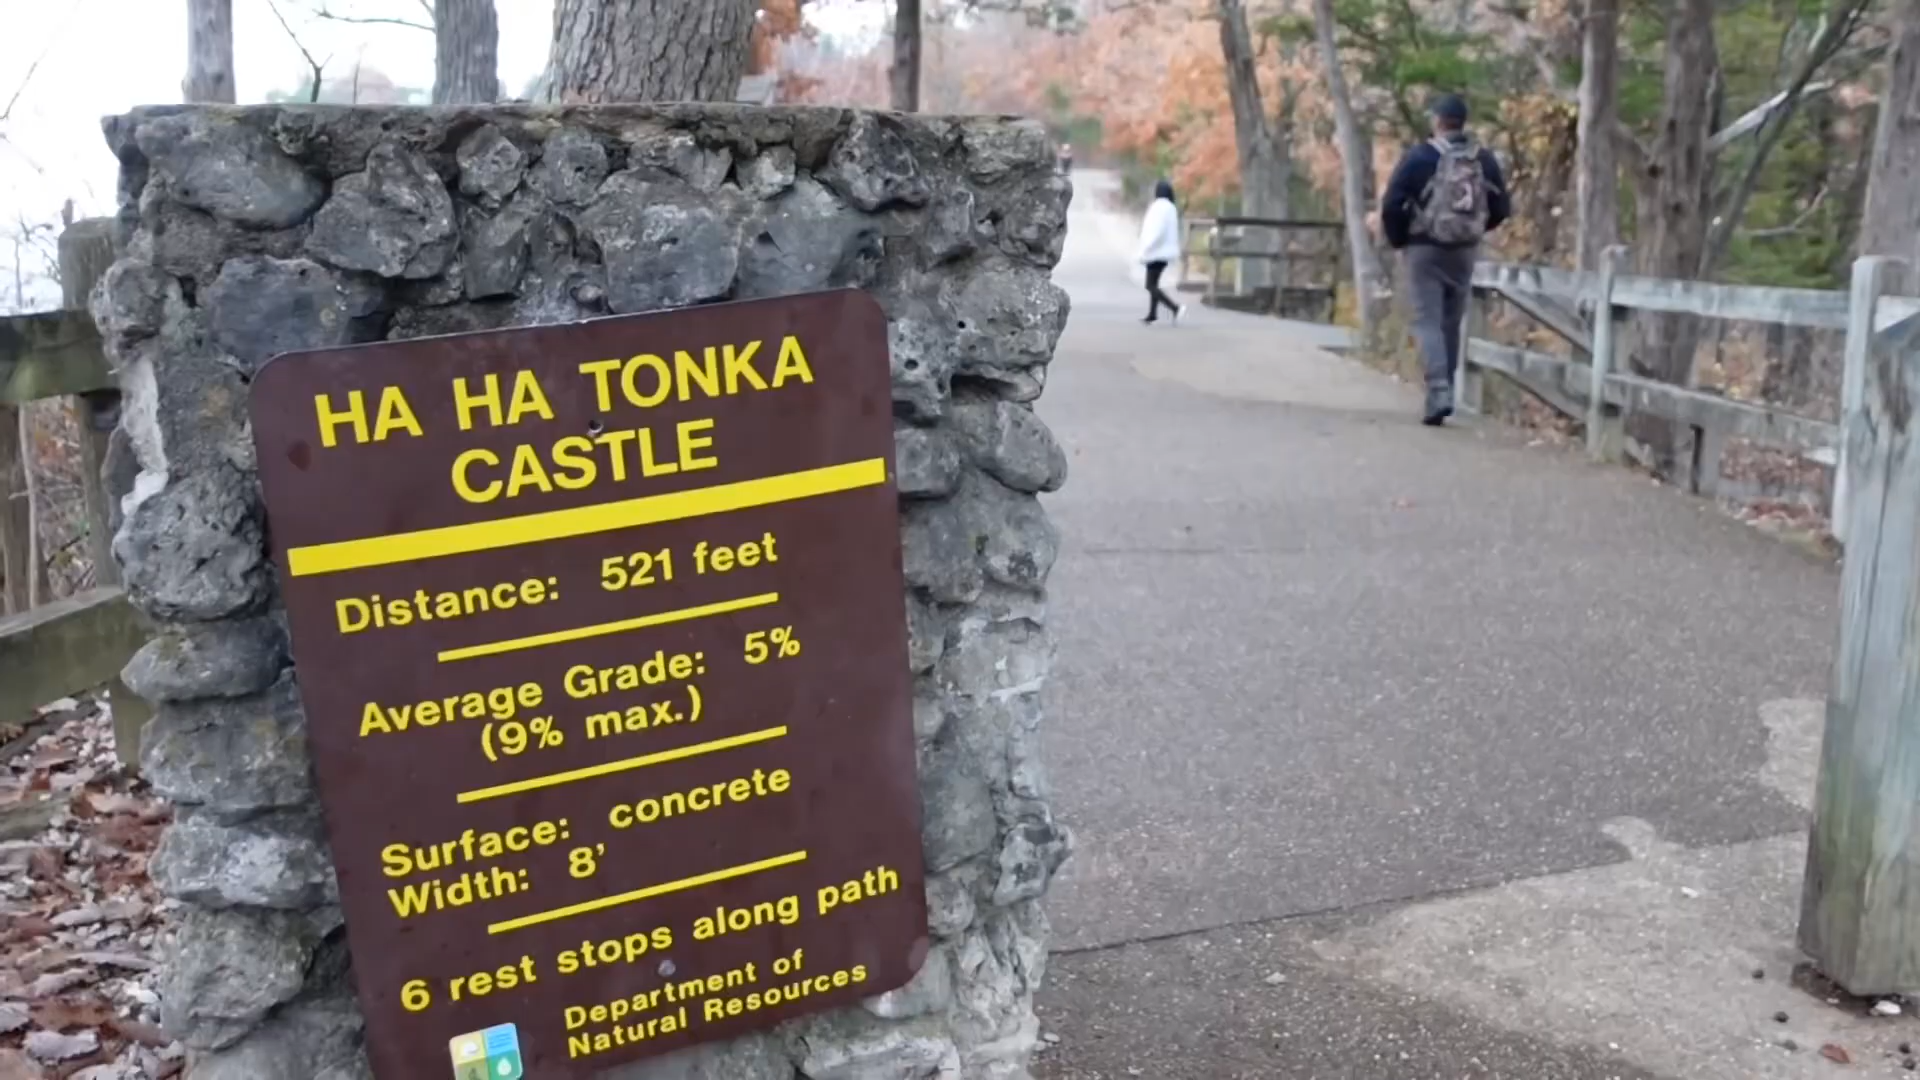 HA HA TONKA
CASTLE
Distance: 521 feet
Average Grade: 5%
(9% max.)
Surface: concrete
Width: 8'
6 rest stops along path
Department of
Natural Resources